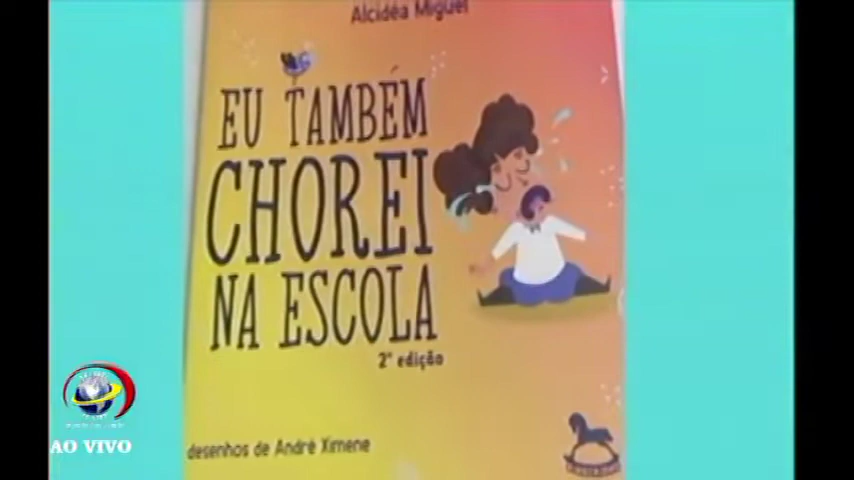 Alcidéa Miguel
EU TAMBÉM
CHOREI
NA ESCOLA
2ª edição
desenhos de André Ximene
AO VIVO